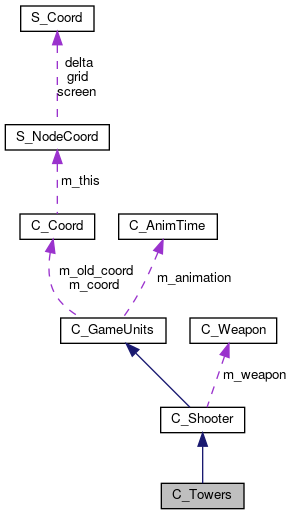 S_Coord
delta
grid
screen
S_NodeCoord
m_this
C_Coord
C_AnimTime
m_old_coord
m_coord
m_animation
C_GameUnits
C_Weapon
m_weapon
C_Shooter
C_Towers